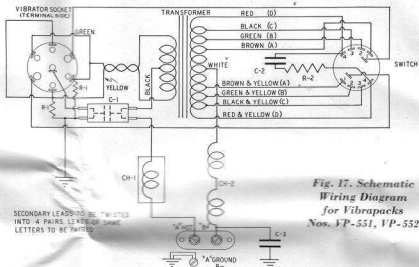 VIBRATOR SOCKET
(TERMINAL SIDE)
TRANSFORMER
RED (D)
BLACK (C)
GREEN (B)
BROWN (A)
GREEN
YELLOW
BLACK
WHITE
C-2
R-2
SWITCH
R-1
C-1
R-1
BROWN & YELLOW (A)
GREEN & YELLOW (B)
BLACK & YELLOW (C)
RED & YELLOW (D)
CH-1
CH-2
SECONDARY LEADS TO BE TWISTED
INTO 4 PAIRS, LEADS OF SAME
LETTERS TO BE PAIRED
"A"
C-3
"A" GROUND
B-
Fig. 17. Schematic
Wiring Diagram
for Vibrapacks
Nos. VP-551, VP-552